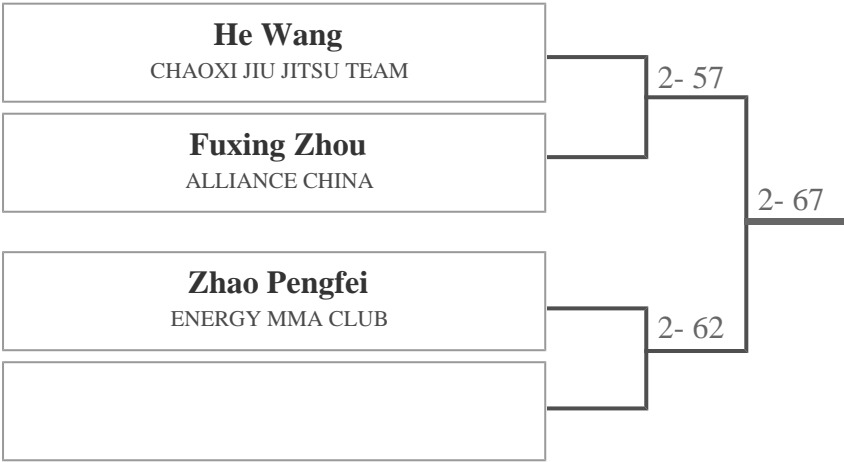 He Wang
CHAOXI JIU JITSU TEAM
2- 57
Fuxing Zhou
ALLIANCE CHINA
2- 67
Zhao Pengfei
ENERGY MMA CLUB
2- 62